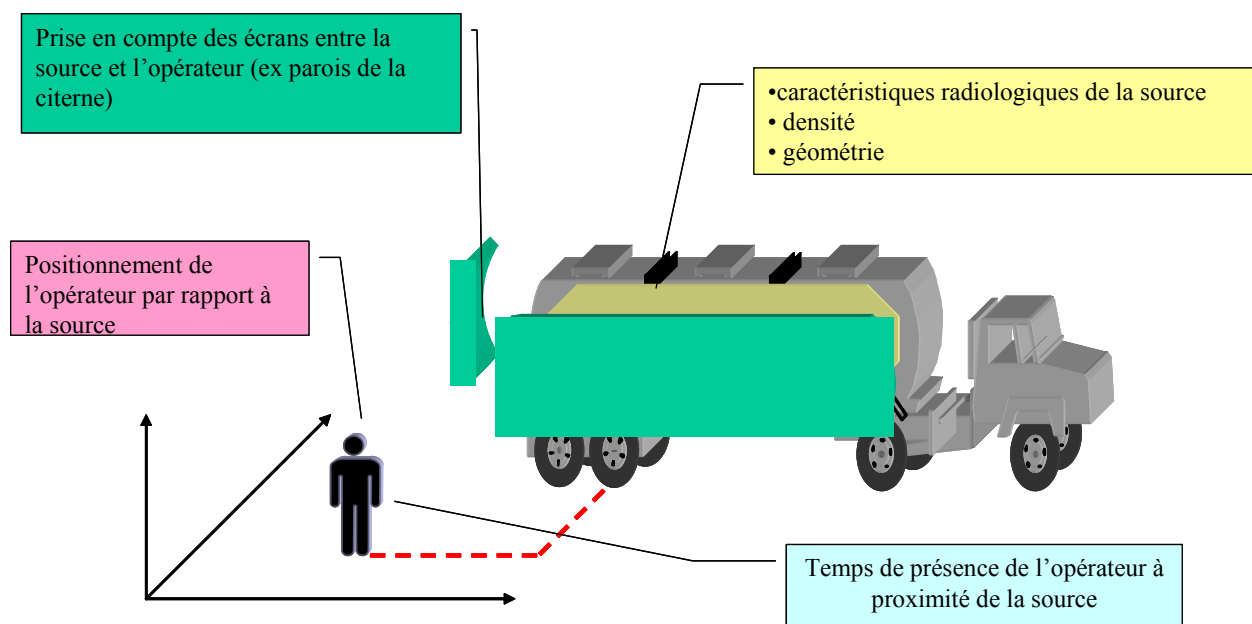 Prise en compte des écrans entre la
source et l’opérateur (ex parois de la
citerne)
•caractéristiques radiologiques de la source
• densité
• géométrie
Positionnement de
l’opérateur par rapport à
la source
Temps de présence de l’opérateur à
proximité de la source